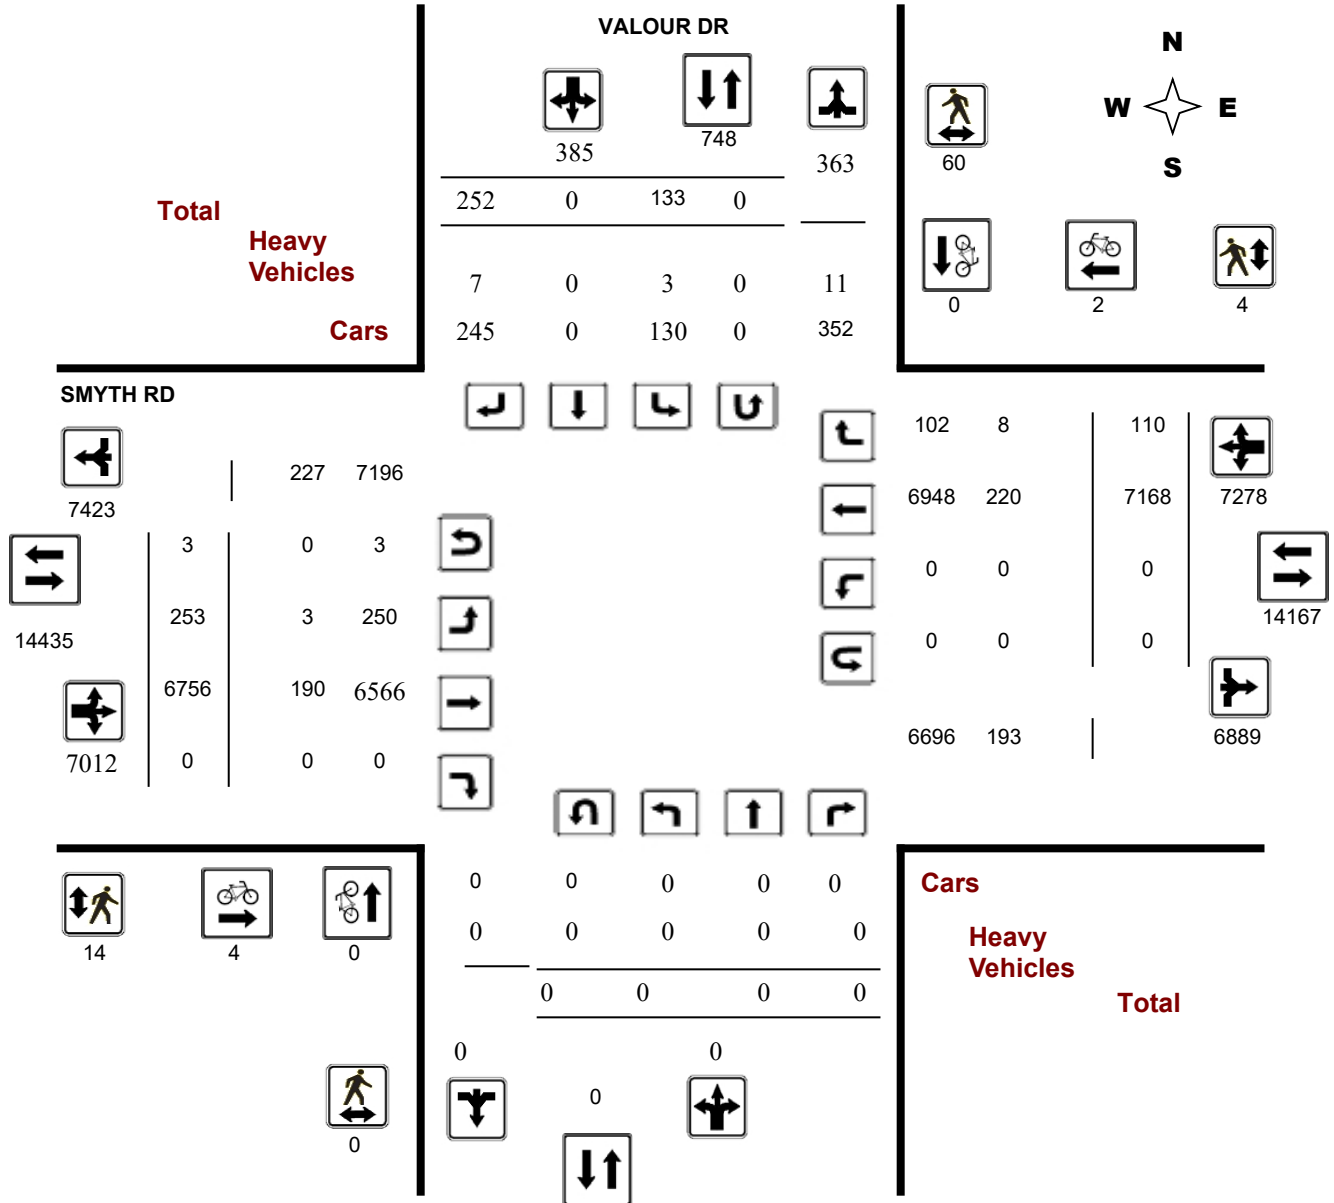 VALOUR DR
N
W E
S
385 748 363 60
252 0 133 0
Total
Heavy
Vehicles
7 0 3 0 11
0 2 4
Cars 245 0 130 0 352
SMYTH RD
102 8 110
227 7196
6948 220 7168 7278
7423
3 0 3
0 0 0
253 3 250
14167
14435
0 0 0
6756 190 6566
6696 193 6889
7012 0 0 0
0 0 0 0 0
Cars
14 4 0
0 0 0 0 0
Heavy
Vehicles
0 0 0 0
Total
0 0
0
0